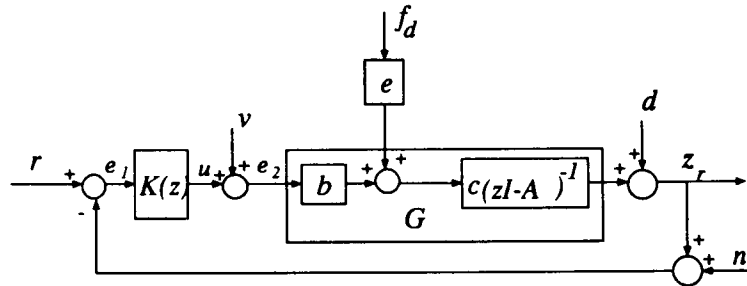 f_d
e
v
d
r + e_1 K(z) u + + e_2 b + + c(zI-A)^{-1} + + z_r
G
-
+ + n